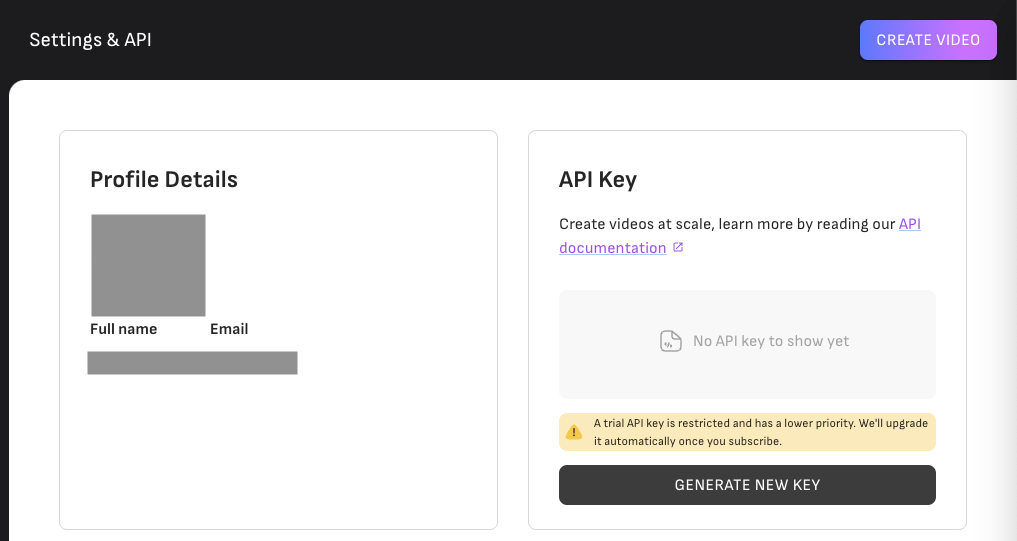 Settings & API
CREATE VIDEO
Profile Details
Full name
Email
API Key
Create videos at scale, learn more by reading our API
documentation
No API key to show yet
A trial API key is restricted and has a lower priority. We'll upgrade
it automatically once you subscribe.
GENERATE NEW KEY